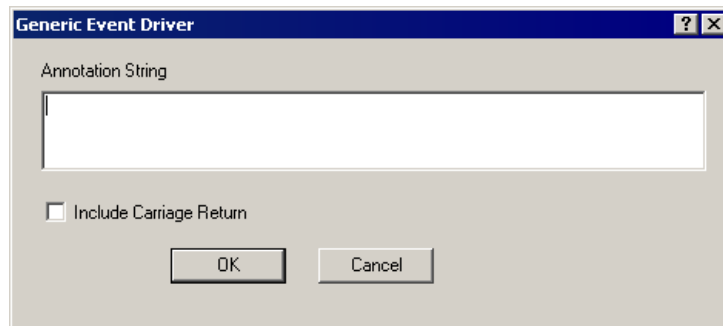 Generic Event Driver
Annotation String
Include Carriage Return
OK Cancel